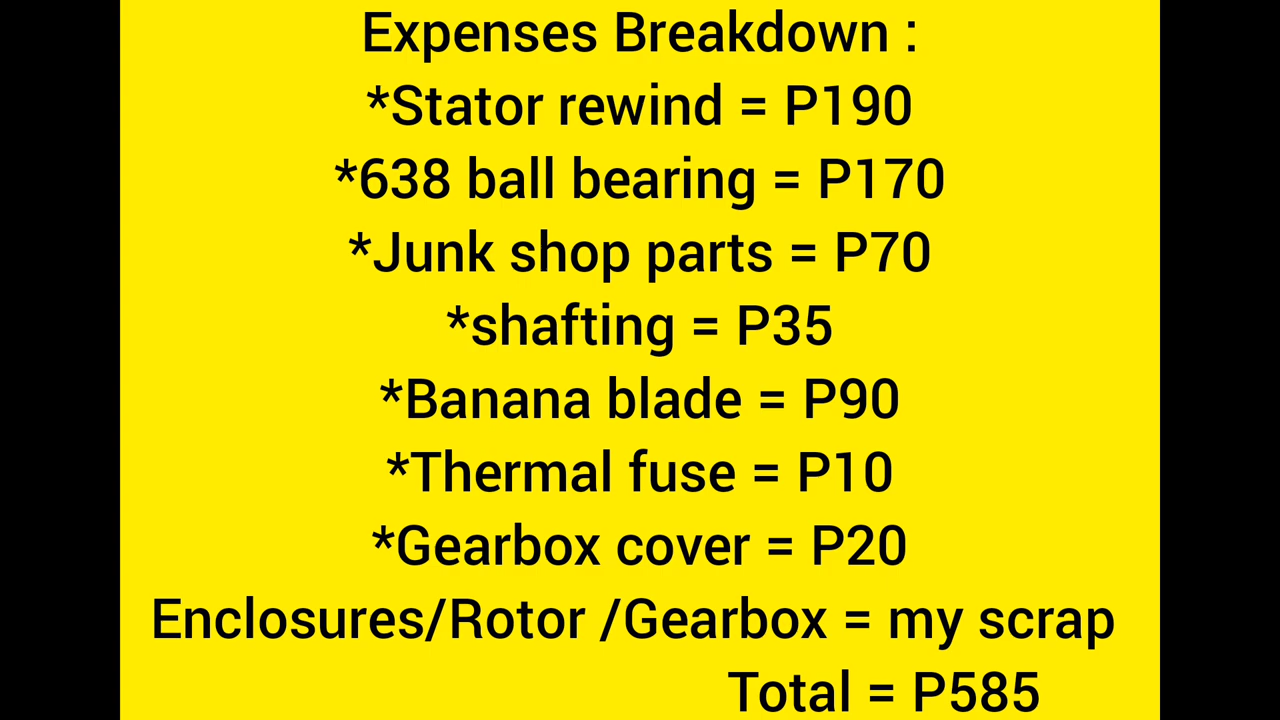 Expenses Breakdown :
*Stator rewind = P190
*638 ball bearing = P170
*Junk shop parts = P70
*shafting = P35
*Banana blade = P90
*Thermal fuse = P10
*Gearbox cover = P20
Enclosures/Rotor /Gearbox = my scrap
Total = P585